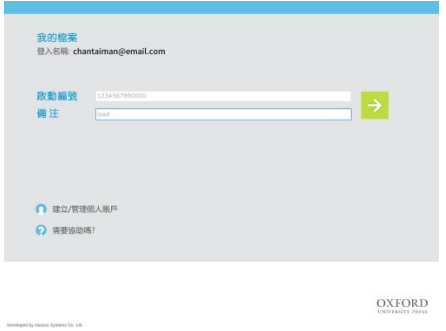 我的檔案
登入名稱: chantaiman@email.com
啟動編號 1234567890000
備注 ipad
建立/管理個人賬戶
需要協助嗎?
OXFORD
UNIVERSITY PRESS
Developed by Abacus Systems Co. Ltd.